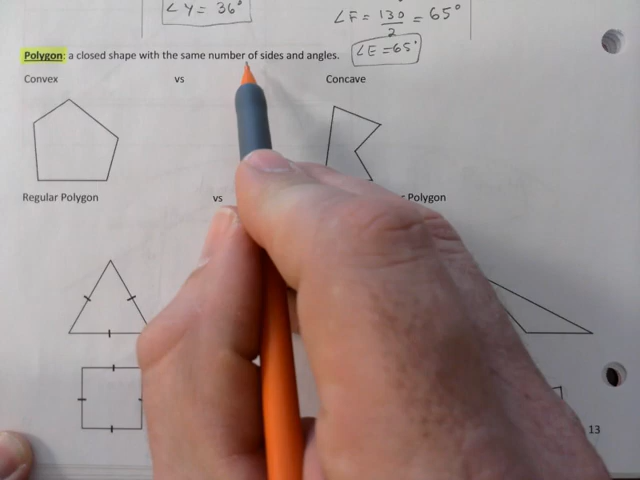 ∠Y = 36°
∠F = 130/2 = 65°
∠E = 65°
Polygon: a closed shape with the same number of sides and angles.
Convex vs Concave
Regular Polygon vs Polygon
13